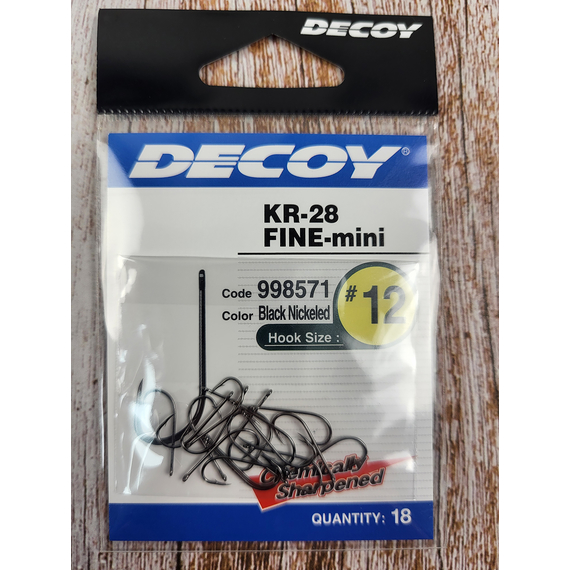 DECOY
DECOY®
KR-28
FINE-mini
Code 998571
Color Black Nickeled
Hook Size :
#12
Chemically
Sharpened
QUANTITY: 18